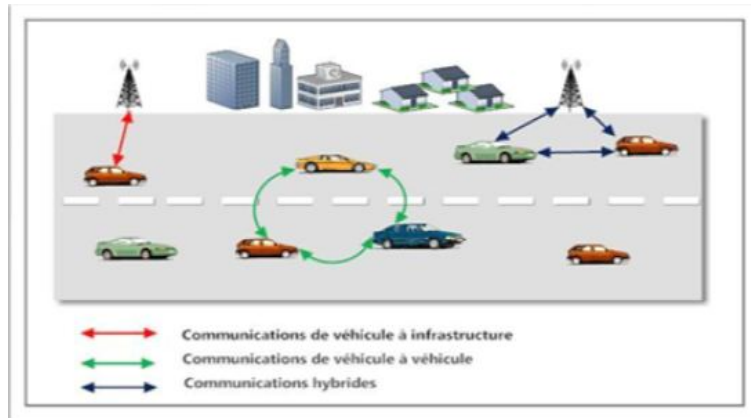 Communications de véhicule à infrastructure
Communications de véhicule à véhicule
Communications hybrides